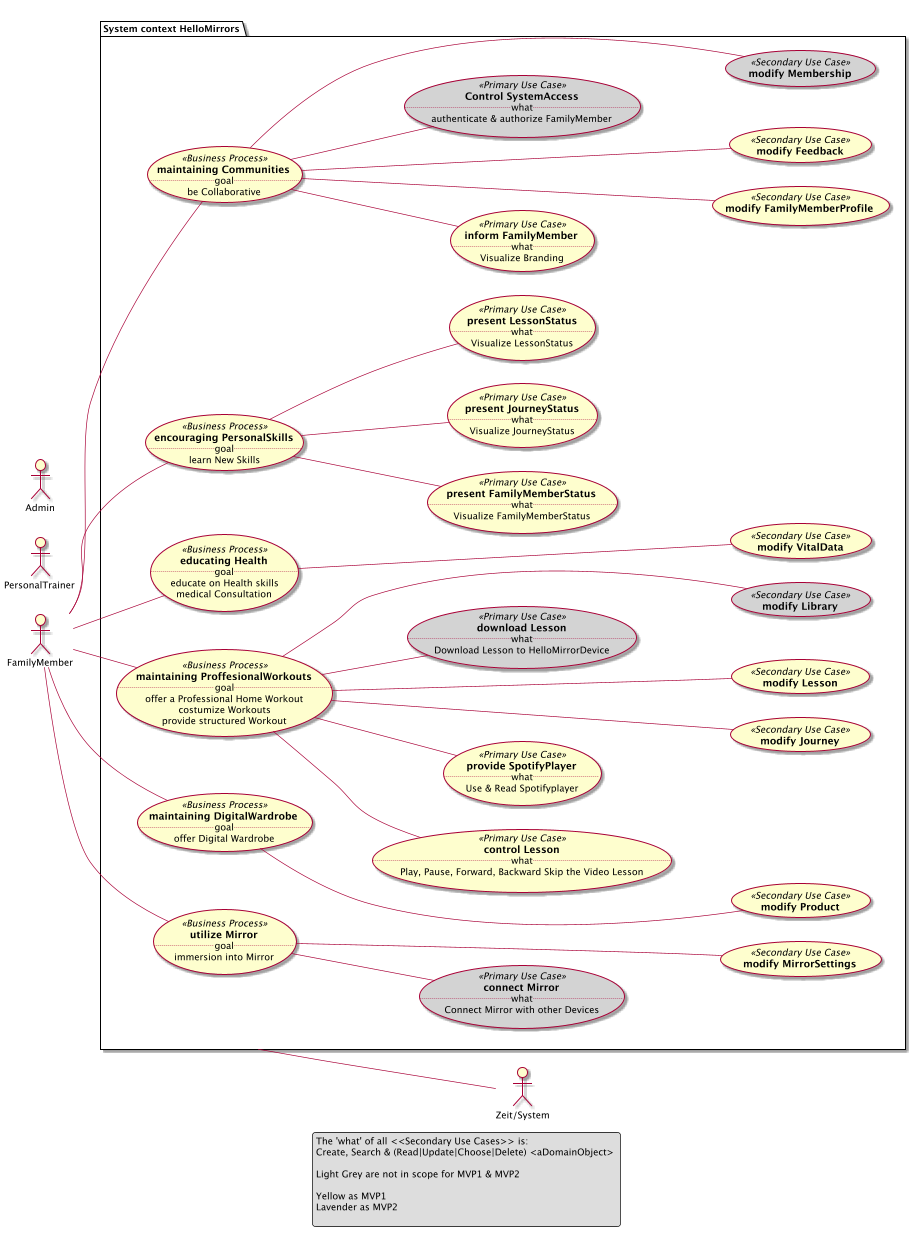 System context HelloMirrors
«Secondary Use Case»
modify Membership
«Primary Use Case»
Control SystemAccess
what
authenticate & authorize FamilyMember
«Secondary Use Case»
modify Feedback
«Business Process»
maintaining Communities
goal
be Collaborative
«Secondary Use Case»
modify FamilyMemberProfile
«Primary Use Case»
inform FamilyMember
what
Visualize Branding
«Primary Use Case»
present LessonStatus
what
Visualize LessonStatus
«Primary Use Case»
present JourneyStatus
what
Visualize JourneyStatus
«Business Process»
encouraging PersonalSkills
goal
learn New Skills
«Primary Use Case»
present FamilyMemberStatus
what
Visualize FamilyMemberStatus
Admin
PersonalTrainer
FamilyMember
«Business Process»
educating Health
goal
educate on Health skills
medical Consultation
«Secondary Use Case»
modify VitalData
«Secondary Use Case»
modify Library
«Primary Use Case»
download Lesson
what
Download Lesson to HelloMirrorDevice
«Business Process»
maintaining ProffesionalWorkouts
goal
offer a Professional Home Workout
costumize Workouts
provide structured Workout
«Secondary Use Case»
modify Lesson
«Secondary Use Case»
modify Journey
«Primary Use Case»
provide SpotifyPlayer
what
Use & Read Spotifyplayer
«Business Process»
maintaining DigitalWardrobe
goal
offer Digital Wardrobe
«Primary Use Case»
control Lesson
what
Play, Pause, Forward, Backward Skip the Video Lesson
«Secondary Use Case»
modify Product
«Business Process»
utilize Mirror
goal
immersion into Mirror
«Secondary Use Case»
modify MirrorSettings
«Primary Use Case»
connect Mirror
what
Connect Mirror with other Devices
Zeit/System
The 'what' of all <<Secondary Use Cases>> is:
Create, Search & (Read|Update|Choose|Delete) <aDomainObject>
Light Grey are not in scope for MVP1 & MVP2
Yellow as MVP1
Lavender as MVP2